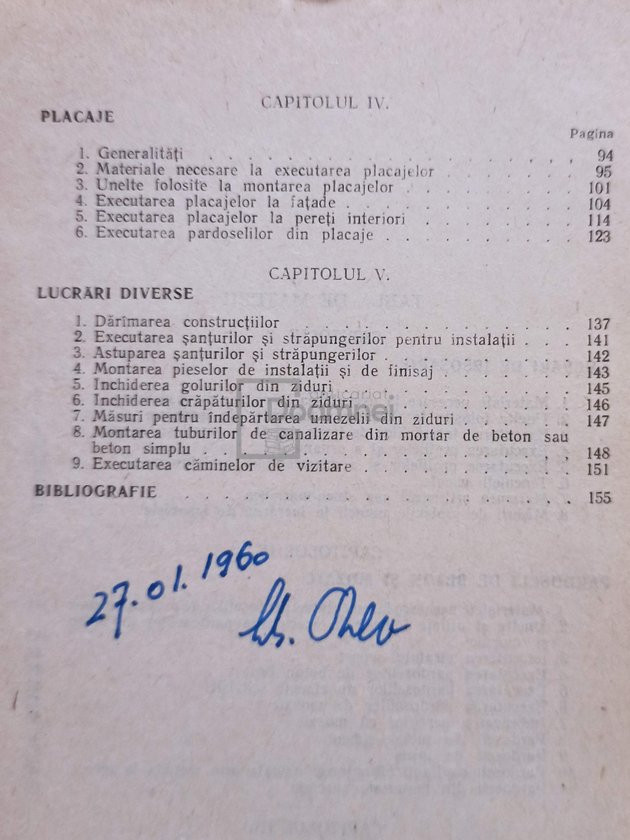 CAPITOLUL IV.
PLACAJE
Pagina
1. Generalități . . . . . . . . . . . . . . . . 94
2. Materiale necesare la executarea placajelor . . . . . 95
3. Unelte folosite la montarea placajelor . . . . . . . 101
4. Executarea placajelor la fațade . . . . . . . . . 104
5. Executarea placajelor la pereți interiori . . . . . . 114
6. Executarea pardoselilor din placaje . . . . . . . . 123
CAPITOLUL V.
LUCRĂRI DIVERSE
1. Dărîmarea construcțiilor . . . . . . . . . . . 137
2. Executarea șanțurilor și străpungerilor pentru instalații . . 141
3. Astuparea șanțurilor și străpungerilor . . . . . . . 142
4. Montarea pieselor de instalații și de finisaj . . . . . 143
5. Inchiderea golurilor din ziduri . . . . . . . . . 145
6. Inchiderea crăpăturilor din ziduri . . . . . . . . 146
7. Măsuri pentru îndepărtarea umezelii din ziduri . . . . 147
8. Montarea tuburilor de canalizare din mortar de beton sau
beton simplu . . . . . . . . . . . . . . . 148
9. Executarea căminelor de vizitare . . . . . . . . . 151
BIBLIOGRAFIE . . . . . . . . . . . . . . . . 155
27.01.1960